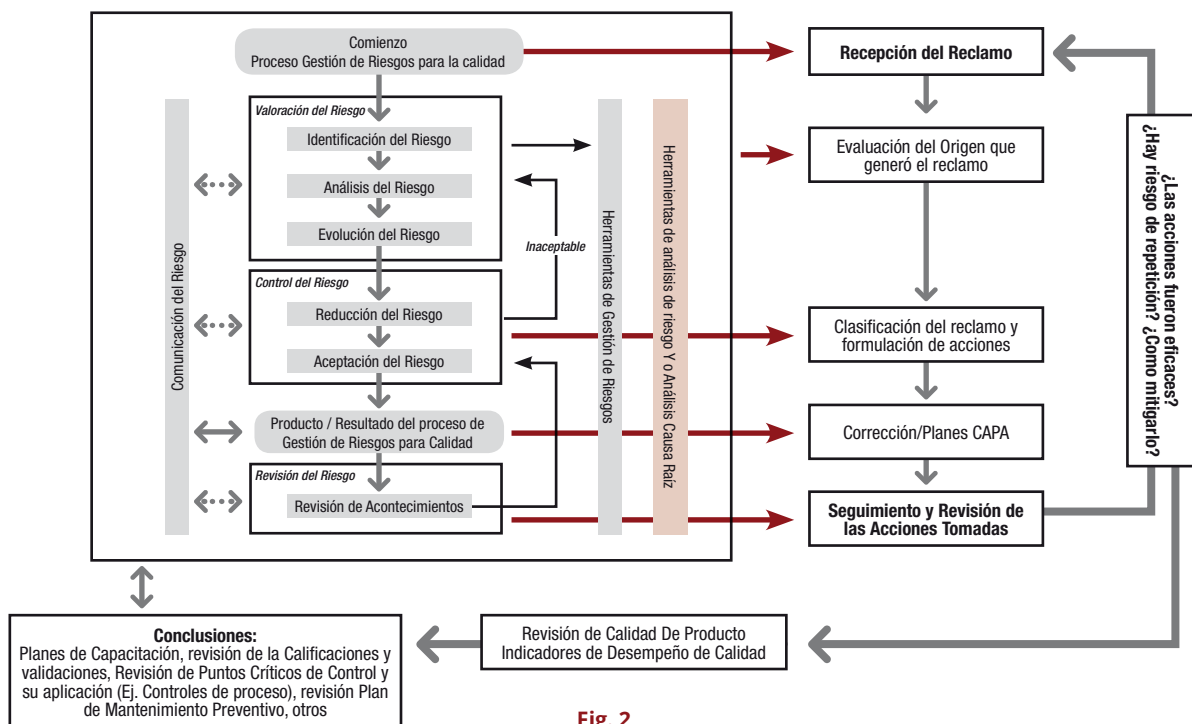 Comienzo
Proceso Gestión de Riesgos para la calidad
Valoración del Riesgo
Identificación del Riesgo
Análisis del Riesgo
Evolución del Riesgo
Inaceptable
Control del Riesgo
Reducción del Riesgo
Aceptación del Riesgo
Producto / Resultado del proceso de
Gestión de Riesgos para Calidad
Revisión del Riesgo
Revisión de Acontecimientos
Comunicación del Riesgo
Herramientas de Gestión de Riesgos
Herramientas de análisis de riesgo Y o Análisis Causa Raíz
Recepción del Reclamo
Evaluación del Origen que
generó el reclamo
Clasificación del reclamo y
formulación de acciones
Corrección/Planes CAPA
Seguimiento y Revisión de
las Acciones Tomadas
¿Las acciones fueron eficaces?
¿Hay riesgo de repetición? ¿Como mitigarlo?
Revisión de Calidad De Producto
Indicadores de Desempeño de Calidad
Conclusiones:
Planes de Capacitación, revisión de la Calificaciones y
validaciones, Revisión de Puntos Críticos de Control y
su aplicación (Ej. Controles de proceso), revisión Plan
de Mantenimiento Preventivo, otros
Fig. 2